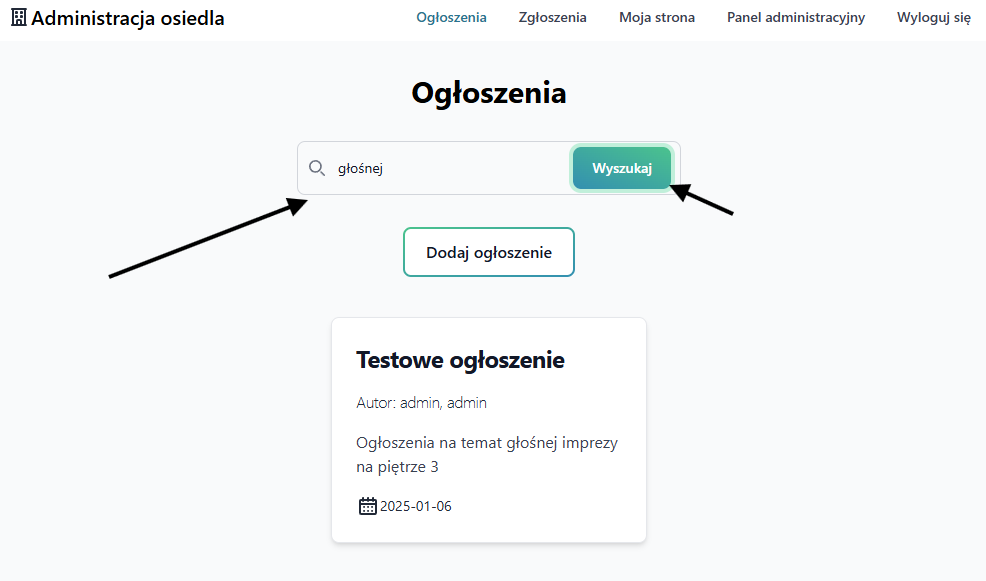 Administracja osiedla
Ogłoszenia
Zgłoszenia
Moja strona
Panel administracyjny
Wyloguj się
Ogłoszenia
głośnej
Wyszukaj
Dodaj ogłoszenie
Testowe ogłoszenie
Autor: admin, admin
Ogłoszenia na temat głośnej imprezy
na piętrze 3
2025-01-06